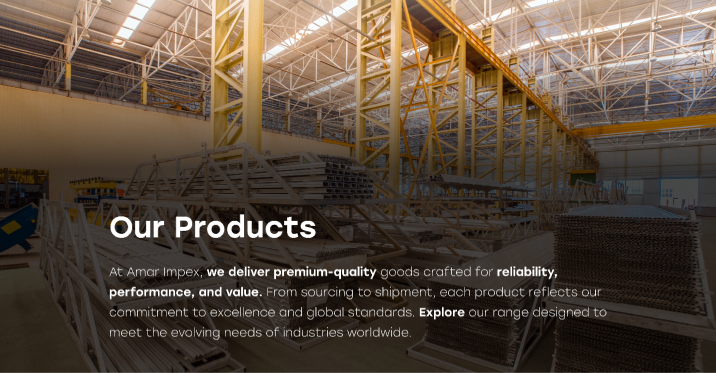 Our Products
At Amar Impex, we deliver premium-quality goods crafted for reliability,
performance, and value. From sourcing to shipment, each product reflects our
commitment to excellence and global standards. Explore our range designed to
meet the evolving needs of industries worldwide.